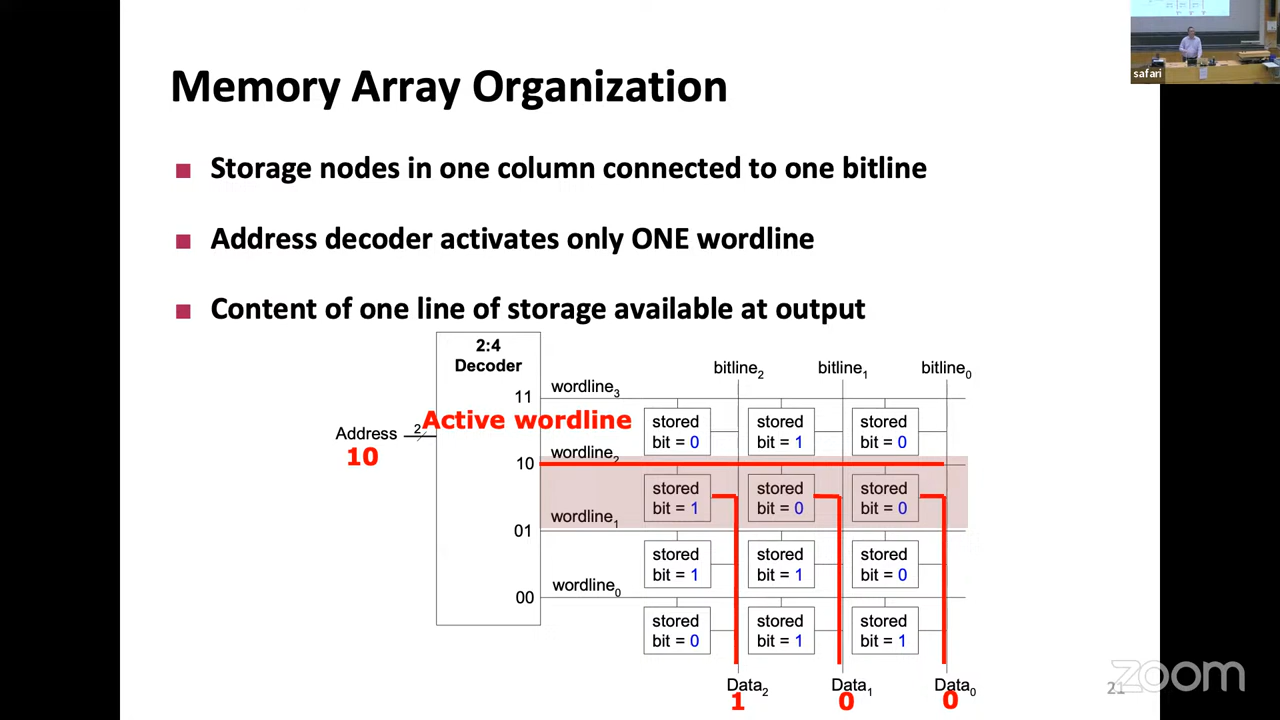 safari
Memory Array Organization
■ Storage nodes in one column connected to one bitline
■ Address decoder activates only ONE wordline
■ Content of one line of storage available at output
2:4
Decoder
bitline2 bitline1 bitline0
11 wordline3
Active wordline
Address 2
10
stored bit = 0 stored bit = 1 stored bit = 0
10 wordline2
stored bit = 1 stored bit = 0 stored bit = 0
01 wordline1
stored bit = 1 stored bit = 1 stored bit = 0
00 wordline0
stored bit = 0 stored bit = 1 stored bit = 1
Data2 Data1 Data0
1 0 0
zoom
21